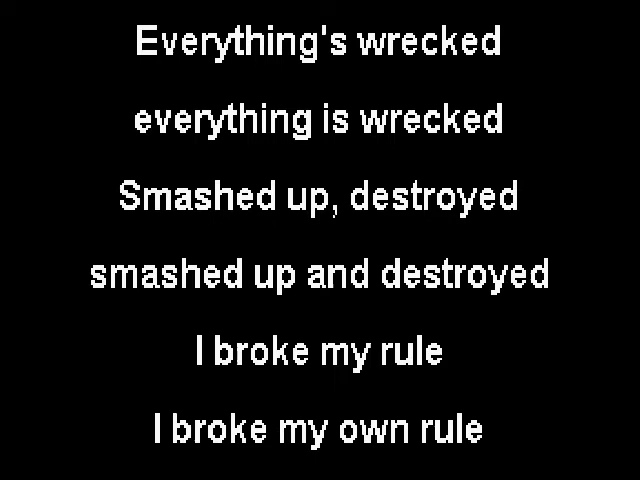 Everything's wrecked
everything is wrecked
Smashed up, destroyed
smashed up and destroyed
I broke my rule
I broke my own rule